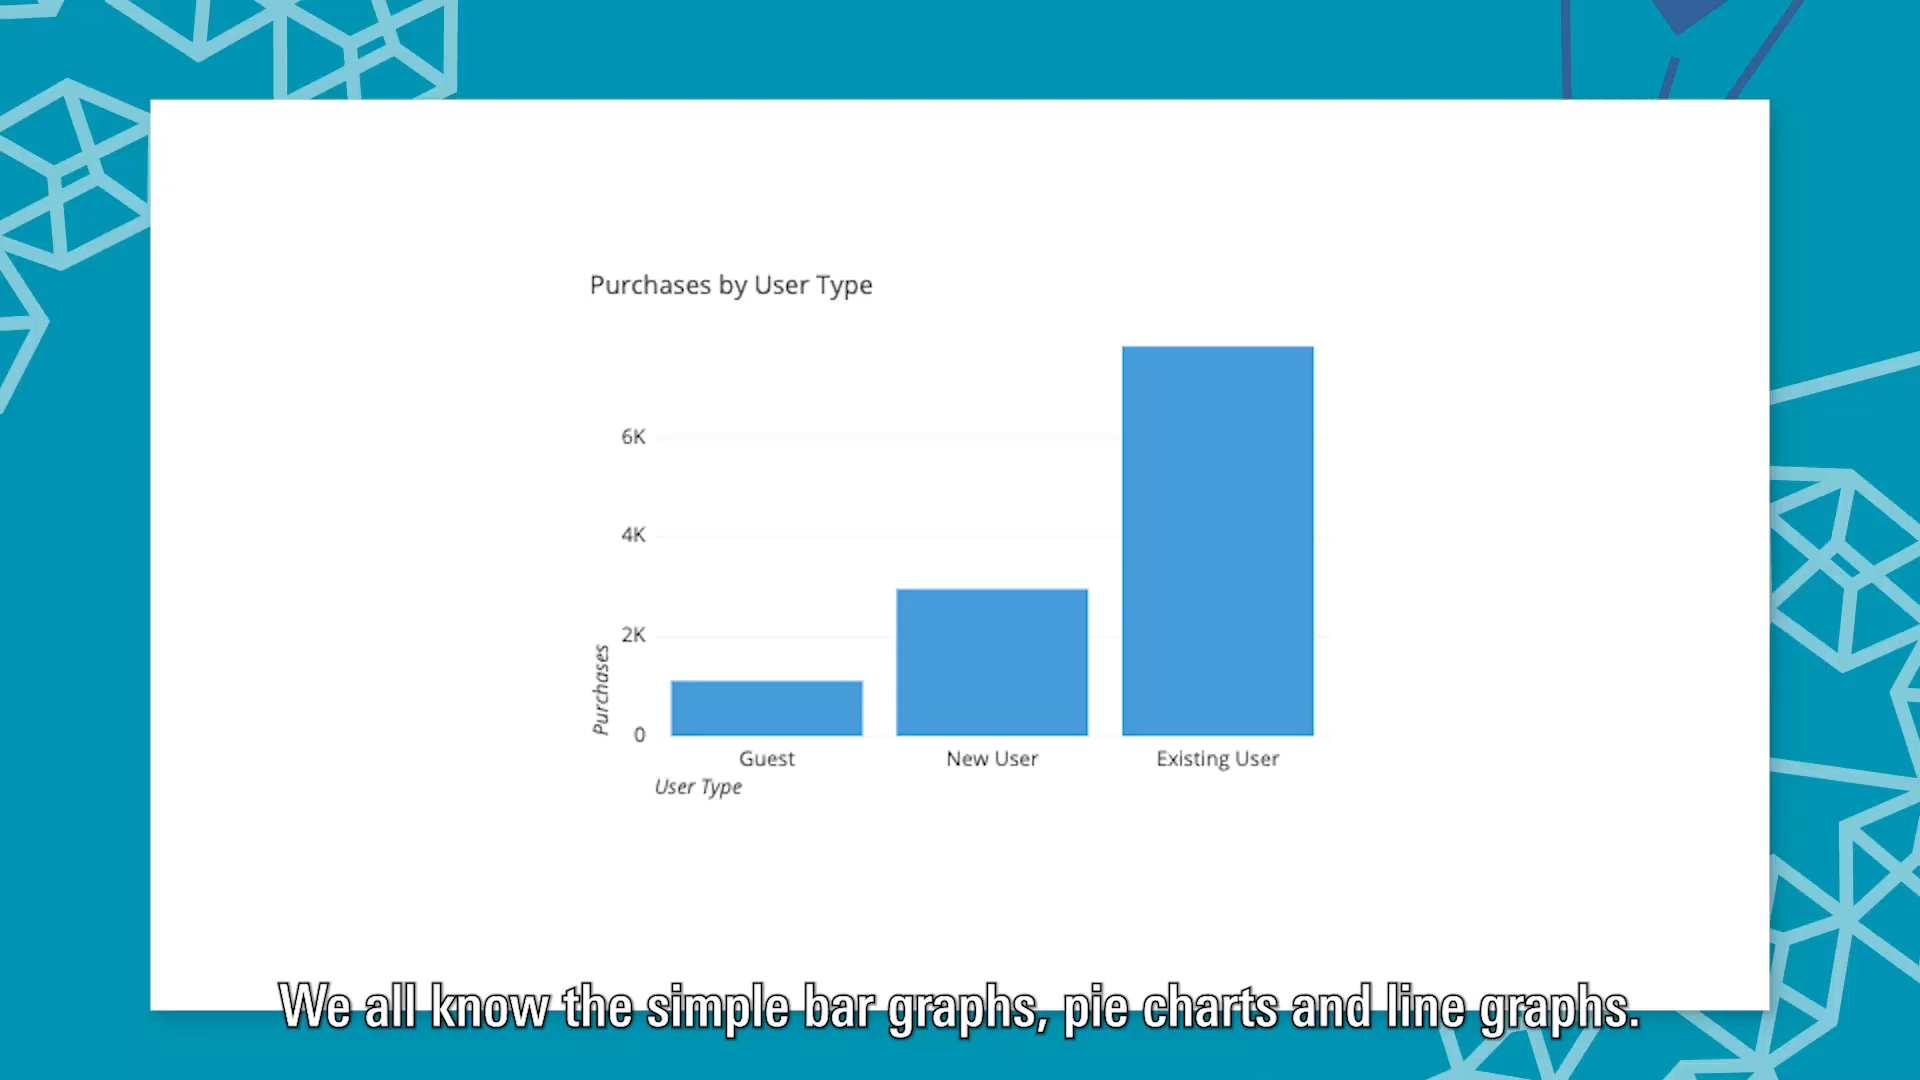 Purchases by User Type
6K
4K
2K
0
Purchases
Guest
New User
Existing User
User Type
We all know the simple bar graphs, pie charts and line graphs.